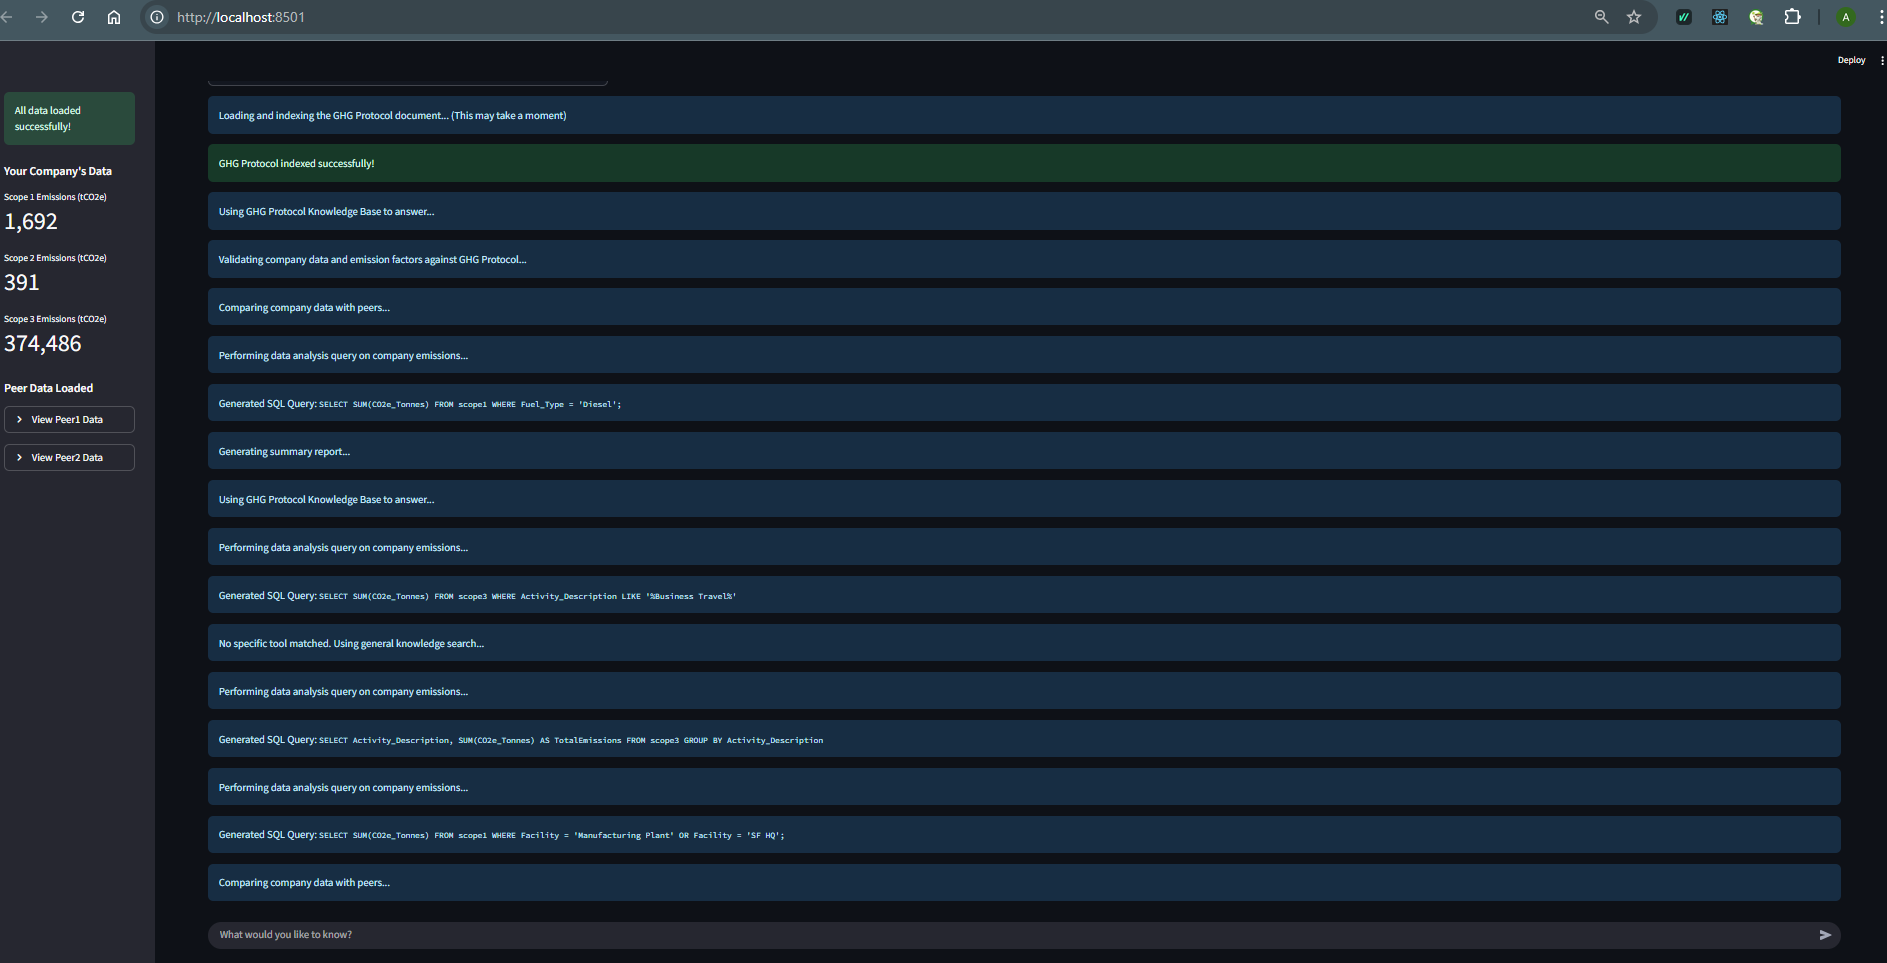 http://localhost:8501
A
Deploy
All data loaded
successfully!
Your Company's Data
Scope 1 Emissions (tCO2e)
1,692
Scope 2 Emissions (tCO2e)
391
Scope 3 Emissions (tCO2e)
374,486
Peer Data Loaded
View Peer1 Data
View Peer2 Data
Loading and indexing the GHG Protocol document... (This may take a moment)
GHG Protocol indexed successfully!
Using GHG Protocol Knowledge Base to answer...
Validating company data and emission factors against GHG Protocol...
Comparing company data with peers...
Performing data analysis query on company emissions...
Generated SQL Query: SELECT SUM(CO2e_Tonnes) FROM scope1 WHERE Fuel_Type = 'Diesel';
Generating summary report...
Using GHG Protocol Knowledge Base to answer...
Performing data analysis query on company emissions...
Generated SQL Query: SELECT SUM(CO2e_Tonnes) FROM scope3 WHERE Activity_Description LIKE '%Business Travel%'
No specific tool matched. Using general knowledge search...
Performing data analysis query on company emissions...
Generated SQL Query: SELECT Activity_Description, SUM(CO2e_Tonnes) AS TotalEmissions FROM scope3 GROUP BY Activity_Description
Performing data analysis query on company emissions...
Generated SQL Query: SELECT SUM(CO2e_Tonnes) FROM scope1 WHERE Facility = 'Manufacturing Plant' OR Facility = 'SF HQ';
Comparing company data with peers...
What would you like to know?